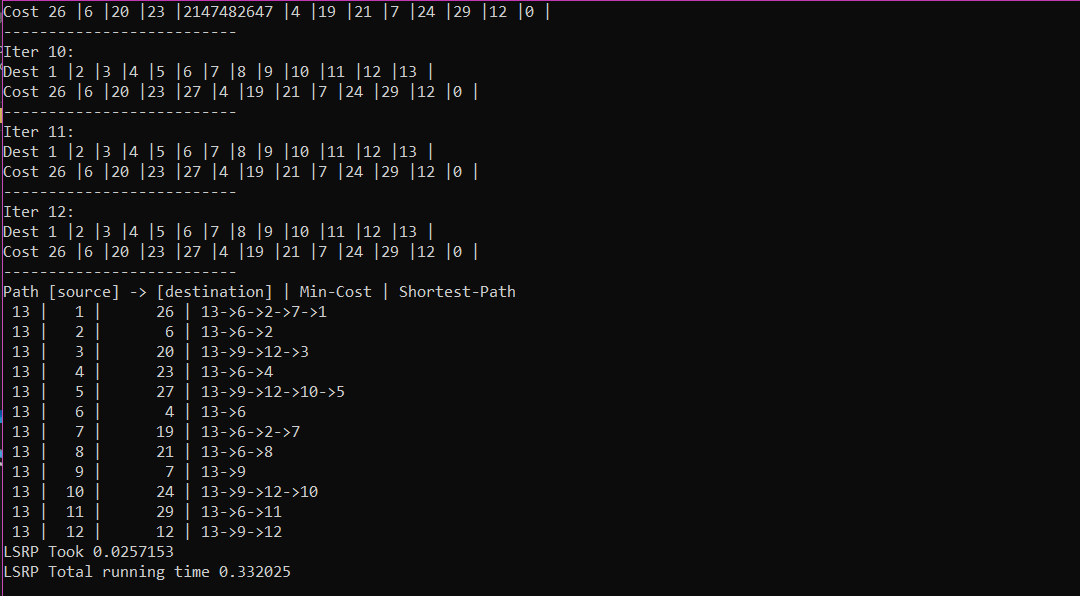 Cost 26 |6 |20 |23 |2147482647 |4 |19 |21 |7 |24 |29 |12 |0 |
--------------------------
Iter 10:
Dest 1 |2 |3 |4 |5 |6 |7 |8 |9 |10 |11 |12 |13 |
Cost 26 |6 |20 |23 |27 |4 |19 |21 |7 |24 |29 |12 |0 |
--------------------------
Iter 11:
Dest 1 |2 |3 |4 |5 |6 |7 |8 |9 |10 |11 |12 |13 |
Cost 26 |6 |20 |23 |27 |4 |19 |21 |7 |24 |29 |12 |0 |
--------------------------
Iter 12:
Dest 1 |2 |3 |4 |5 |6 |7 |8 |9 |10 |11 |12 |13 |
Cost 26 |6 |20 |23 |27 |4 |19 |21 |7 |24 |29 |12 |0 |
--------------------------
Path [source] -> [destination] | Min-Cost | Shortest-Path
 13 |   1 |      26 | 13->6->2->7->1
 13 |   2 |       6 | 13->6->2
 13 |   3 |      20 | 13->9->12->3
 13 |   4 |      23 | 13->6->4
 13 |   5 |      27 | 13->9->12->10->5
 13 |   6 |       4 | 13->6
 13 |   7 |      19 | 13->6->2->7
 13 |   8 |      21 | 13->6->8
 13 |   9 |       7 | 13->9
 13 |  10 |      24 | 13->9->12->10
 13 |  11 |      29 | 13->6->11
 13 |  12 |      12 | 13->9->12
LSRP Took 0.0257153
LSRP Total running time 0.332025